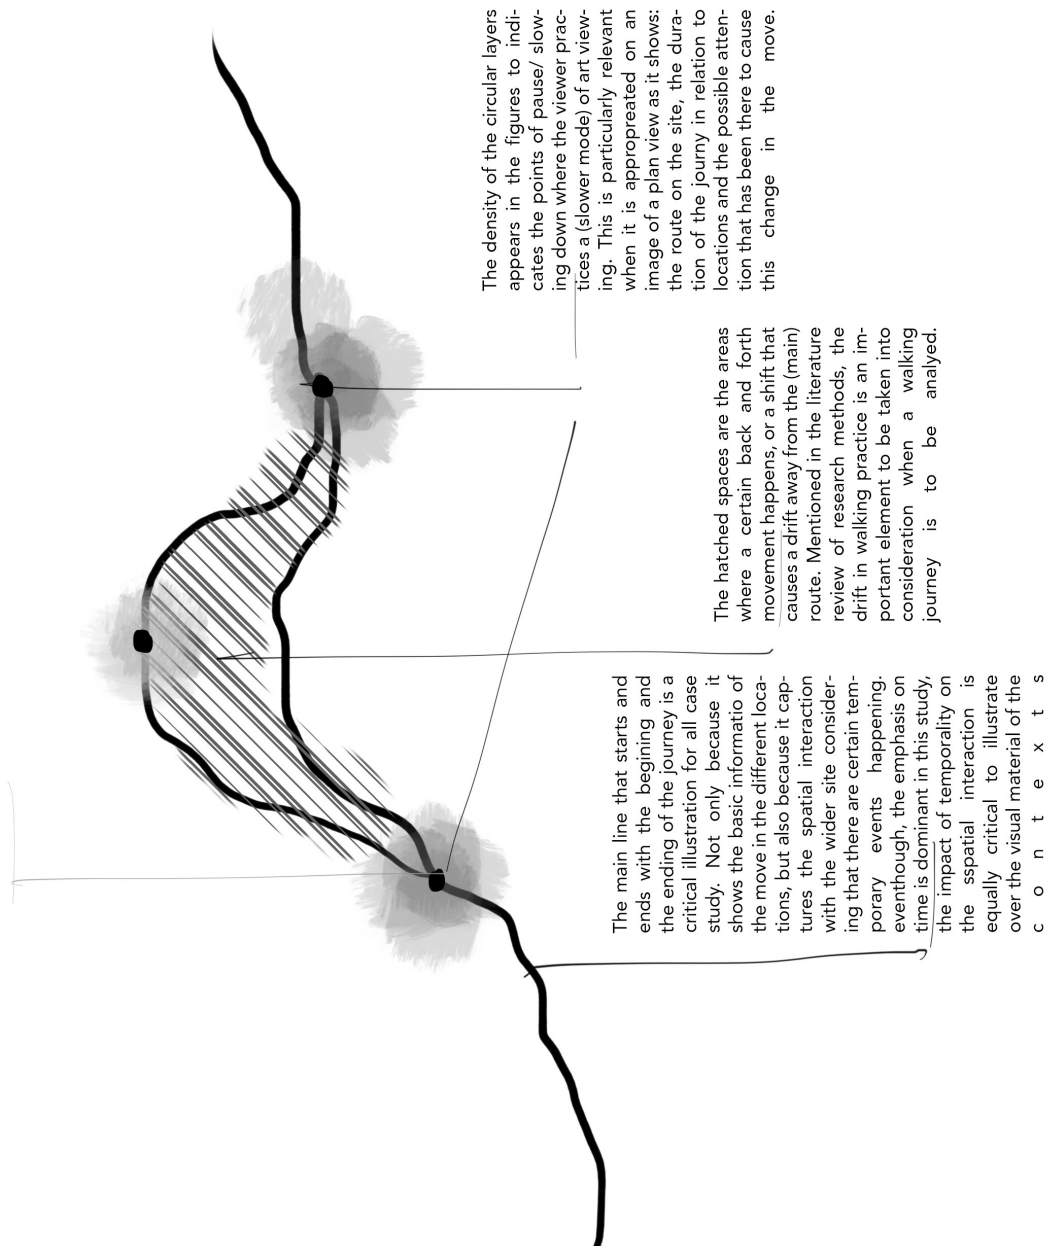 The main line that starts and
ends with the begining and
the ending of the journey is a
critical illustration for all case
study. Not only because it
shows the basic informatio of
the move in the different loca-
tions, but also because it cap-
tures the spatial interaction
with the wider site consider-
ing that there are certain tem-
porary events happening.
eventhough, the emphasis on
time is dominant in this study,
the impact of temporality on
the sspatial interaction is
equally critical to illustrate
over the visual material of the
c o n t e x t s
The hatched spaces are the areas
where a certain back and forth
movement happens, or a shift that
causes a drift away from the (main)
route. Mentioned in the literature
review of research methods, the
drift in walking practice is an im-
portant element to be taken into
consideration when a walking
journey is to be analyed.
The density of the circular layers
appears in the figures to indi-
cates the points of pause/ slow-
ing down where the viewer prac-
tices a (slower mode) of art view-
ing. This is particularly relevant
when it is appropreated on an
image of a plan view as it shows:
the route on the site, the dura-
tion of the journy in relation to
locations and the possible atten-
tion that has been there to cause
this change in the move.